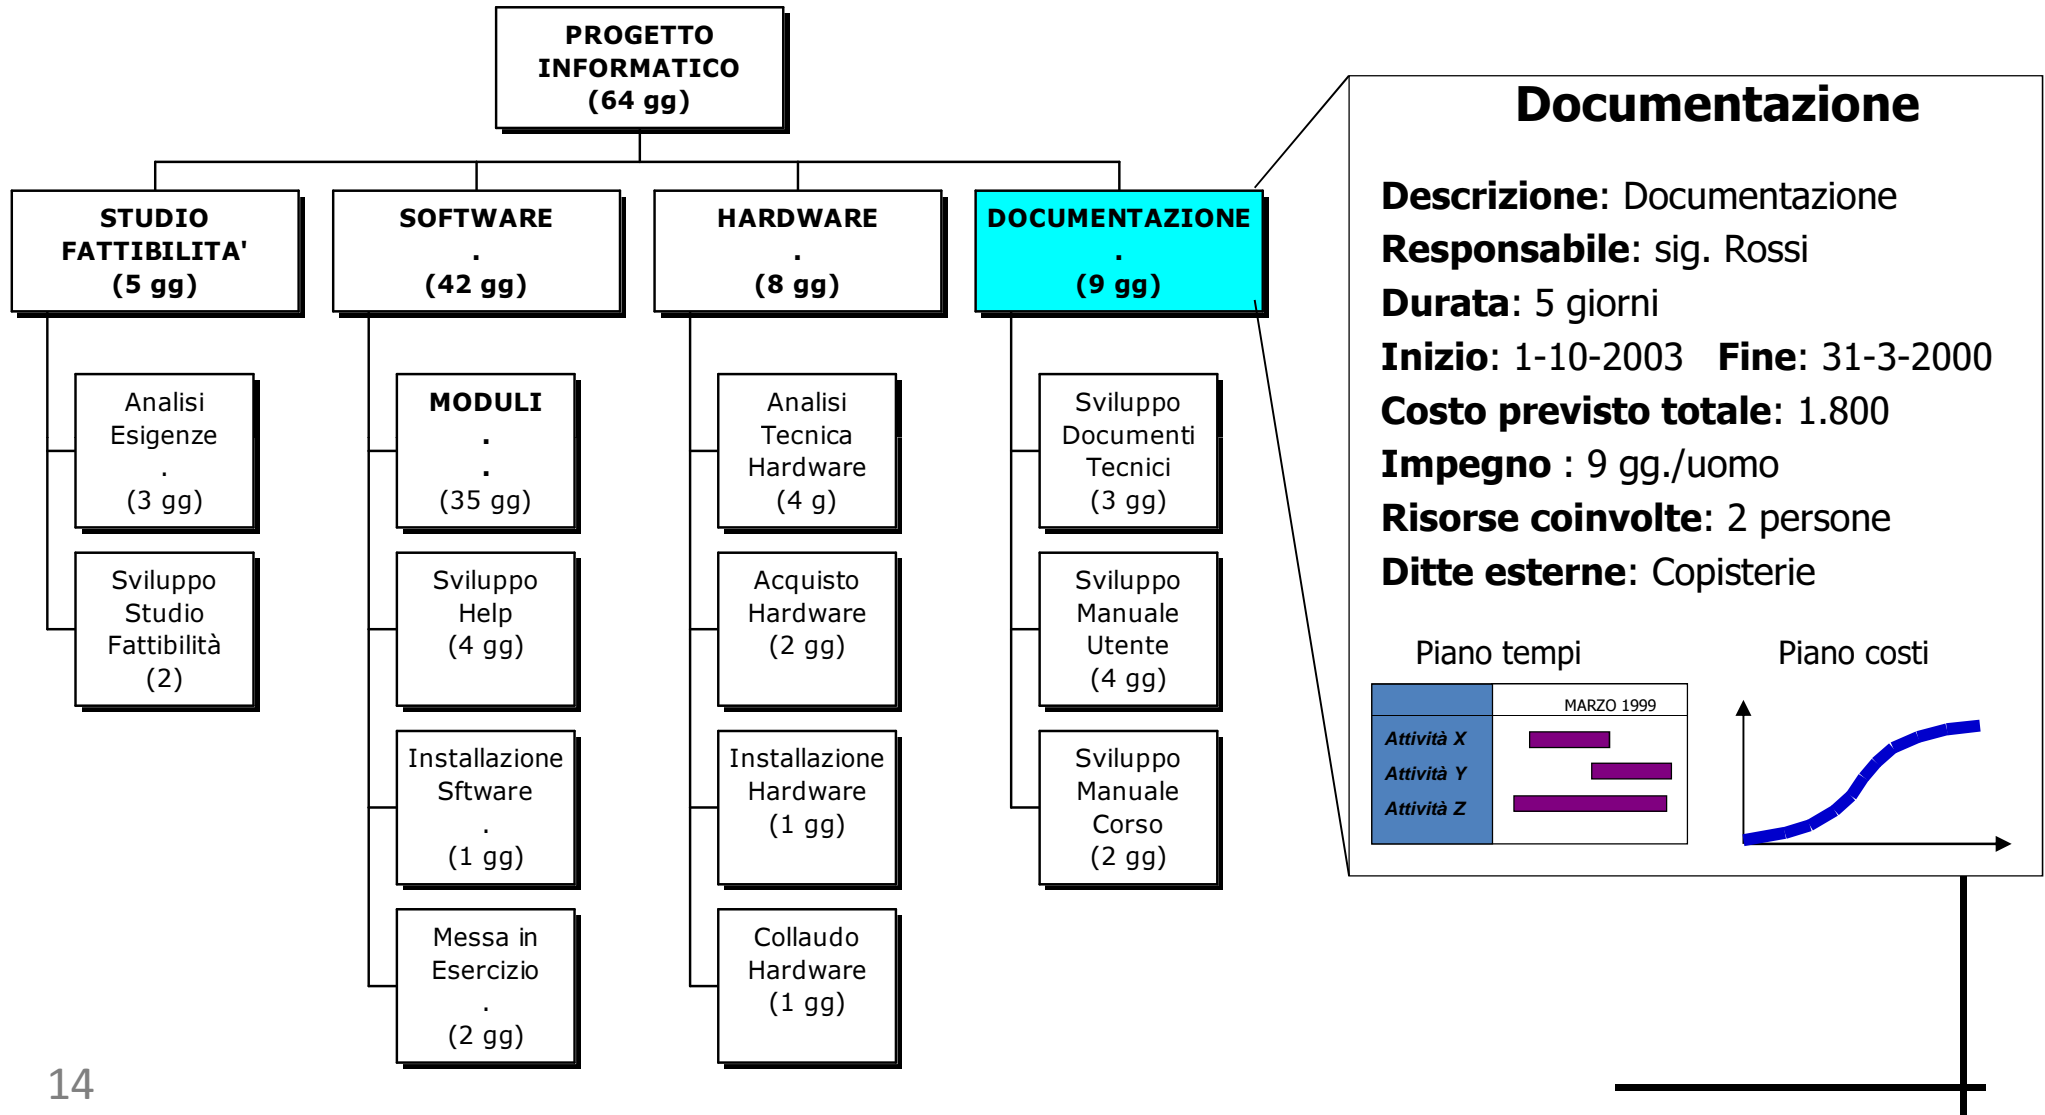 PROGETTO
INFORMATICO
(64 gg)
STUDIO
FATTIBILITA'
(5 gg)
Analisi
Esigenze
.
(3 gg)
Sviluppo
Studio
Fattibilità
(2)
SOFTWARE
.
(42 gg)
MODULI
.
.
(35 gg)
Sviluppo
Help
(4 gg)
Installazione
Sftware
.
(1 gg)
Messa in
Esercizio
.
(2 gg)
HARDWARE
.
(8 gg)
Analisi
Tecnica
Hardware
(4 g)
Acquisto
Hardware
(2 gg)
Installazione
Hardware
(1 gg)
Collaudo
Hardware
(1 gg)
DOCUMENTAZIONE
.
(9 gg)
Sviluppo
Documenti
Tecnici
(3 gg)
Sviluppo
Manuale
Utente
(4 gg)
Sviluppo
Manuale
Corso
(2 gg)
Documentazione
Descrizione: Documentazione
Responsabile: sig. Rossi
Durata: 5 giorni
Inizio: 1-10-2003 Fine: 31-3-2000
Costo previsto totale: 1.800
Impegno : 9 gg./uomo
Risorse coinvolte: 2 persone
Ditte esterne: Copisterie
Piano tempi
MARZO 1999
Attività X
Attività Y
Attività Z
Piano costi
14